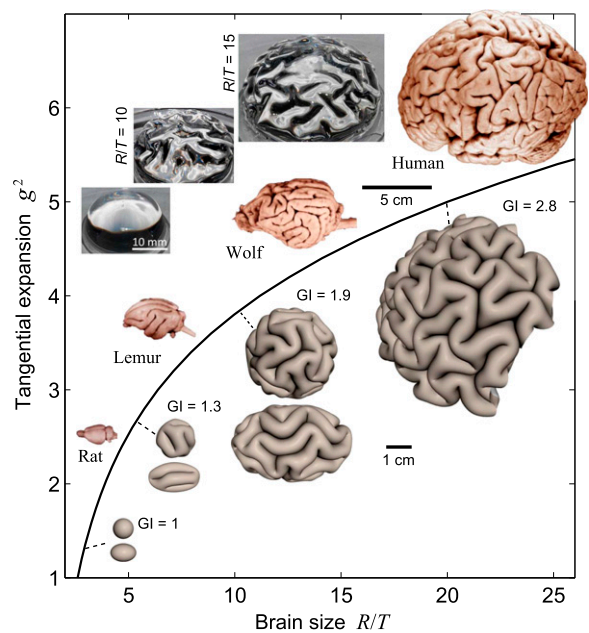 R/T = 15
R/T = 10
Human
5 cm
10 mm
Wolf
GI = 2.8
GI = 1.9
Lemur
GI = 1.3
Rat
1 cm
GI = 1
Tangential expansion g²
6
5
4
3
2
1
5 10 15 20 25
Brain size R/T